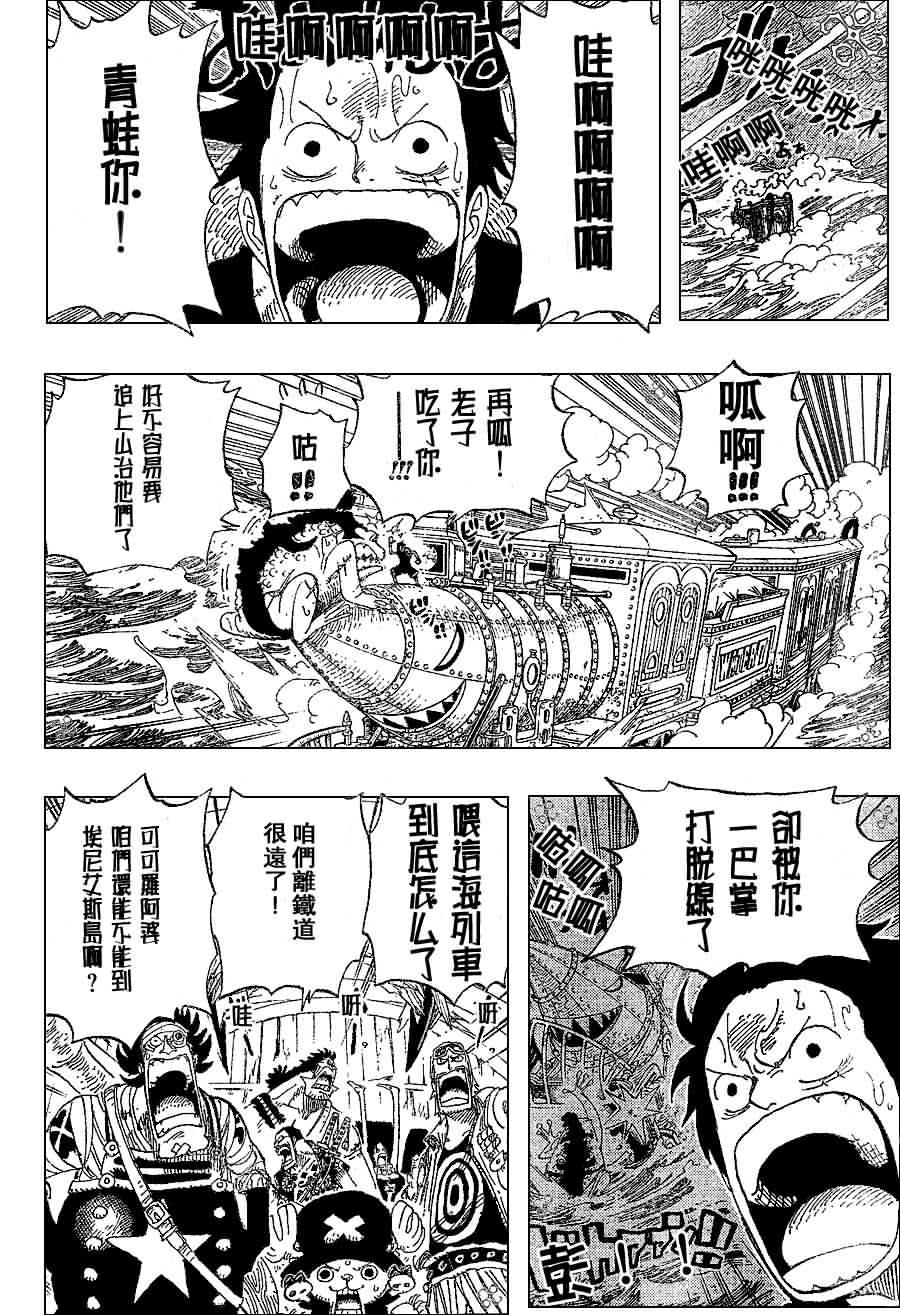 咣咣咣咣
哇啊啊
哇啊啊啊啊
哇啊啊啊啊
青蛙你！
呱
啊!!!
再呱！
老子
吃了你
——!!!
咕
!!
好不容易要
追上山治他們了
卻被你
一巴掌
打脫線了
咕呱
咕呱
彭！！
喂這海列車
到底怎么了
咱們離鐵道
很遠了！
可可羅阿婆
咱們還能不能到
埃尼艾斯島啊？
呀
呀
哇